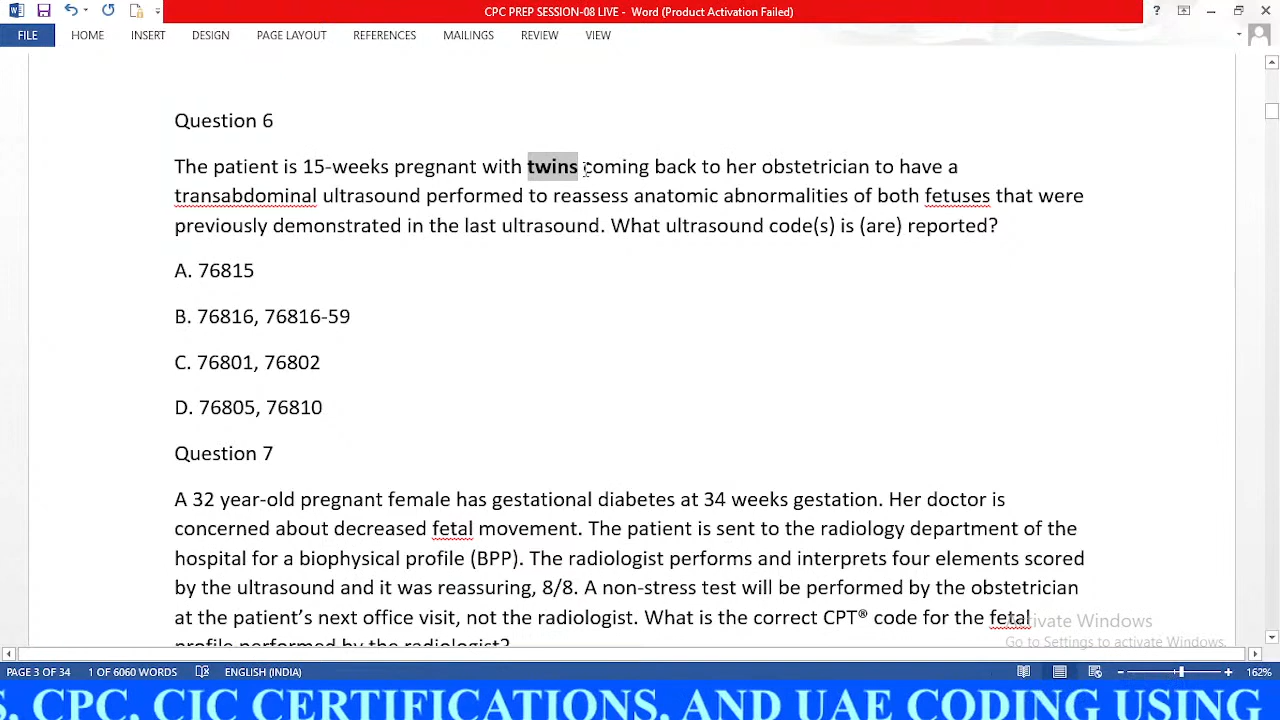 CPC PREP SESSION-08 LIVE - Word (Product Activation Failed)
FILE HOME INSERT DESIGN PAGE LAYOUT REFERENCES MAILINGS REVIEW VIEW
Question 6
The patient is 15-weeks pregnant with twins coming back to her obstetrician to have a
transabdominal ultrasound performed to reassess anatomic abnormalities of both fetuses that were
previously demonstrated in the last ultrasound. What ultrasound code(s) is (are) reported?
A. 76815
B. 76816, 76816-59
C. 76801, 76802
D. 76805, 76810
Question 7
A 32 year-old pregnant female has gestational diabetes at 34 weeks gestation. Her doctor is
concerned about decreased fetal movement. The patient is sent to the radiology department of the
hospital for a biophysical profile (BPP). The radiologist performs and interprets four elements scored
by the ultrasound and it was reassuring, 8/8. A non-stress test will be performed by the obstetrician
at the patient's next office visit, not the radiologist. What is the correct CPT® code for the fetal
profile performed by the radiologist?
Activate Windows
Go to Settings to activate Windows.
PAGE 3 OF 34 1 OF 6060 WORDS ENGLISH (INDIA) 162%
S, CPC, CIC CERTIFICATIONS, AND UAE CODING USING